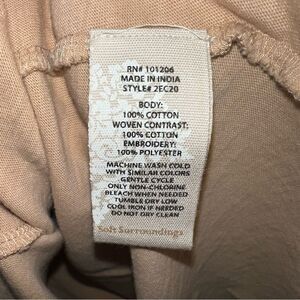 RN# 101206
MADE IN INDIA
STYLE# 2EC20
BODY:
100% COTTON
WOVEN CONTRAST:
100% COTTON
EMBROIDERY:
100% POLYESTER
MACHINE WASH COLD
WITH SIMILAR COLORS
GENTLE CYCLE
ONLY NON-CHLORINE
BLEACH WHEN NEEDED
TUMBLE DRY LOW
COOL IRON IF NEEDED
DO NOT DRY CLEAN
Soft Surroundings